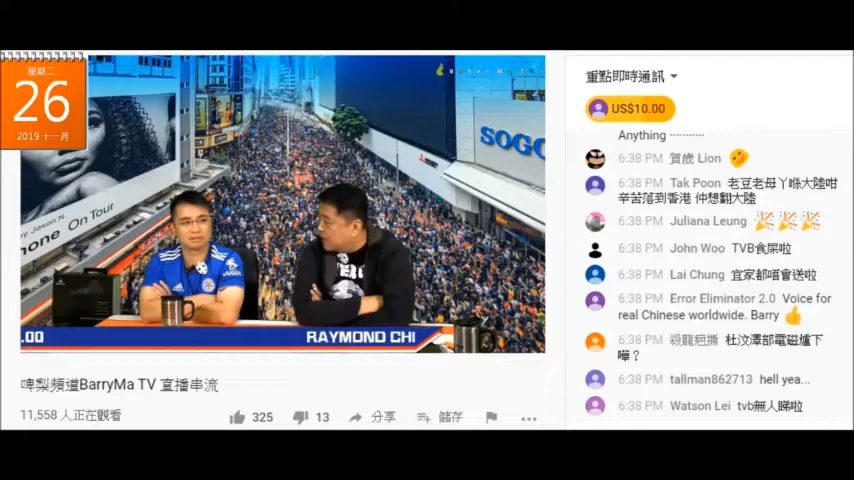 星期二
26
2019 十一月
y Jason N.
one On Tour
SOGO
.00
RAYMOND CHI
啤梨頻道BarryMa TV 直播串流
11,558 人正在觀看
325
13
分享
儲存
重點即時通訊
US$10.00
Anything
6:38 PM 賀歲 Lion
6:38 PM Tak Poon 老豆老母丫喺大陸咁
辛苦落到香港 仲想翻大陸
6:38 PM Juliana Leung
6:38 PM John Woo TVB食屎啦
6:38 PM Lai Chung 宜家都唔會送啦
6:38 PM Error Eliminator 2.0 Voice for
real Chinese worldwide. Barry
6:38 PM 殺龍疤撕 杜汶澤部電磁爐下
嘩？
6:38 PM tallman862713 hell yea...
6:38 PM Watson Lei tvb無人睇啦